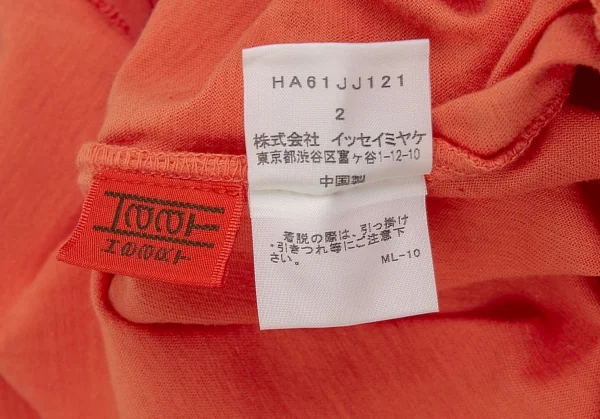 HA61JJ121
2
株式会社 イッセイミヤケ
東京都渋谷区富ヶ谷1-12-10
中国製
着脱の際は、引っ掛け
・引きつれ等にご注意下
さい。
ML-10